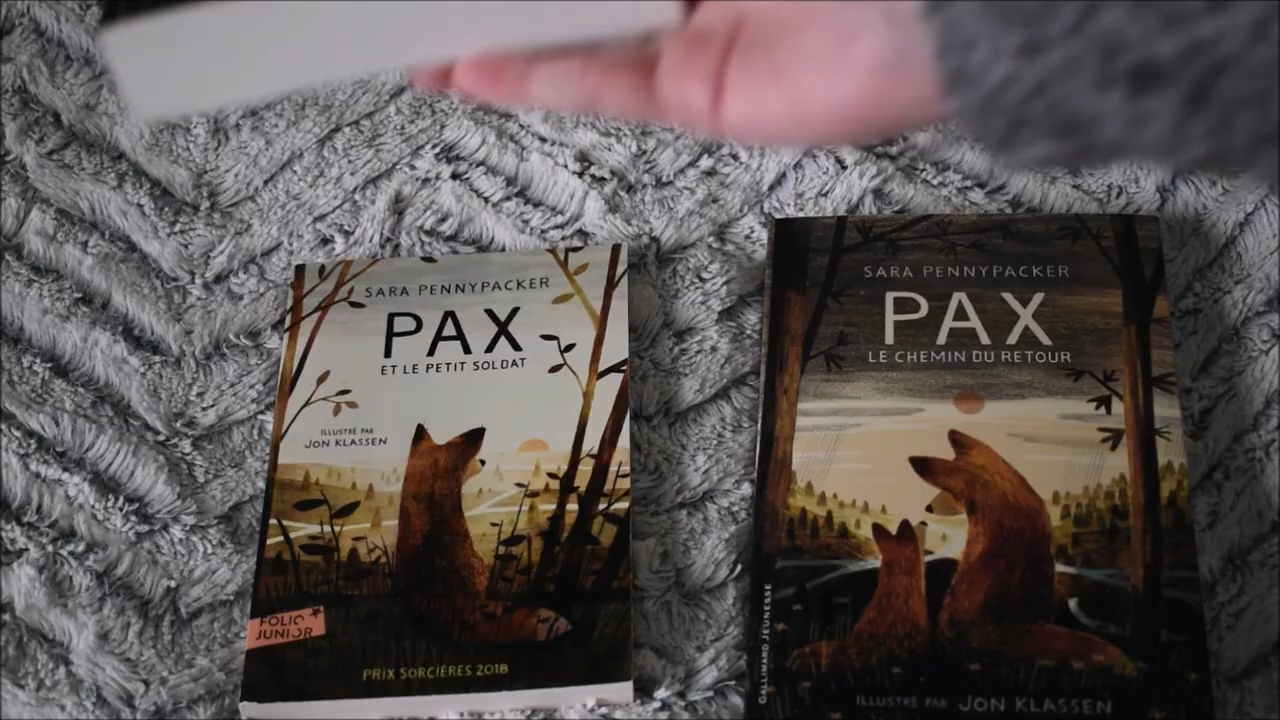 SARA PENNYPACKER
PAX
ET LE PETIT SOLDAT
ILLUSTRÉ PAR
JON KLASSEN
FOLIO
JUNIOR
PRIX SORCIÈRES 2018
SARA PENNYPACKER
PAX
LE CHEMIN DU RETOUR
GALLIMARD JEUNESSE
ILLUSTRÉ PAR JON KLASSEN